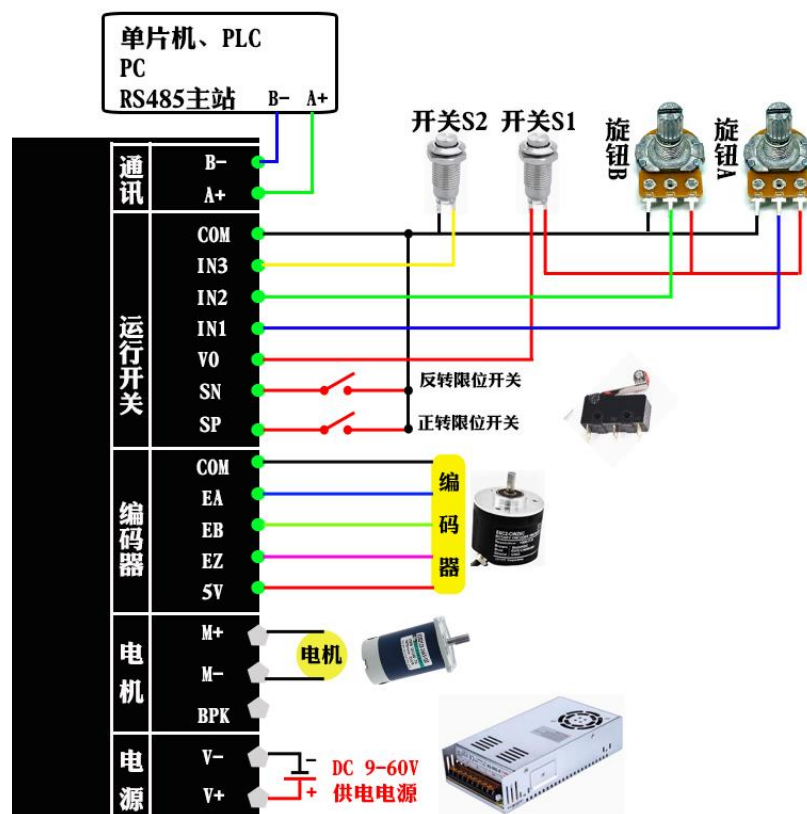 单片机、PLC
PC
RS485主站 B- A+
开关S2 开关S1
旋钮B
旋钮A
通讯
B-
A+
运行开关
COM
IN3
IN2
IN1
VO
SN
反转限位开关
SP
正转限位开关
编码器
COM
EA
EB
EZ
5V
编码器
电机
M+
M-
BPK
电机
电源
V-
V+
-
+
DC 9-60V
供电电源